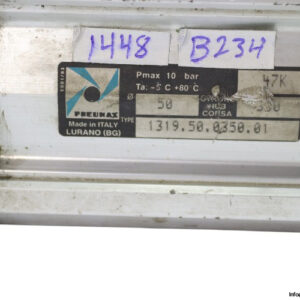 1448 B234
Pmax 10 bar 47K
Ta: -5°C +80°C
PNEUMAX
Ø 50
CORSA
Made in ITALY
LURANO (BG)
TYPE 1319.50.0350.01